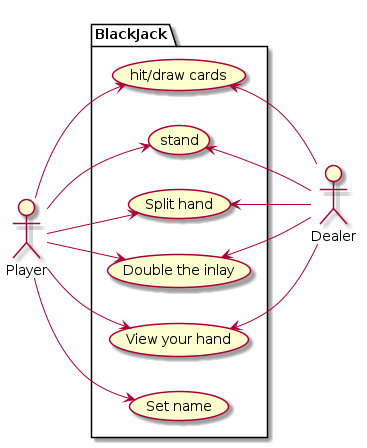 BlackJack
hit/draw cards
stand
Split hand
Double the inlay
View your hand
Set name
Player
Dealer